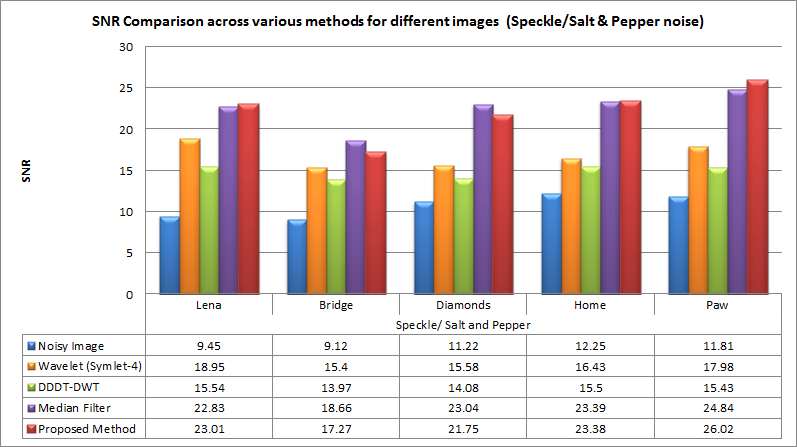 SNR Comparison across various methods for different images (Speckle/Salt & Pepper noise)
30
25
20
15
10
5
0
SNR
Lena Bridge Diamonds Home Paw
Speckle/ Salt and Pepper
Noisy Image 9.45 9.12 11.22 12.25 11.81
Wavelet (Symlet-4) 18.95 15.4 15.58 16.43 17.98
DDDT-DWT 15.54 13.97 14.08 15.5 15.43
Median Filter 22.83 18.66 23.04 23.39 24.84
Proposed Method 23.01 17.27 21.75 23.38 26.02